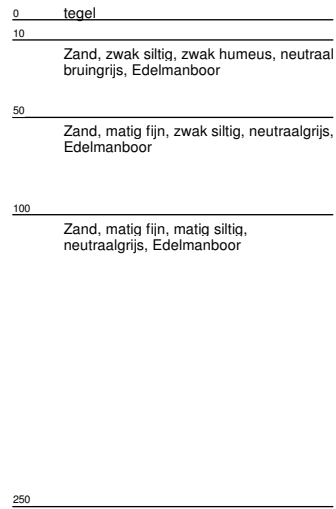 0 tegel
10
Zand, zwak siltig, zwak humeus, neutraal
bruingrijs, Edelmanboor
50
Zand, matig fijn, zwak siltig, neutraalgrijs,
Edelmanboor
100
Zand, matig fijn, matig siltig,
neutraalgrijs, Edelmanboor
250